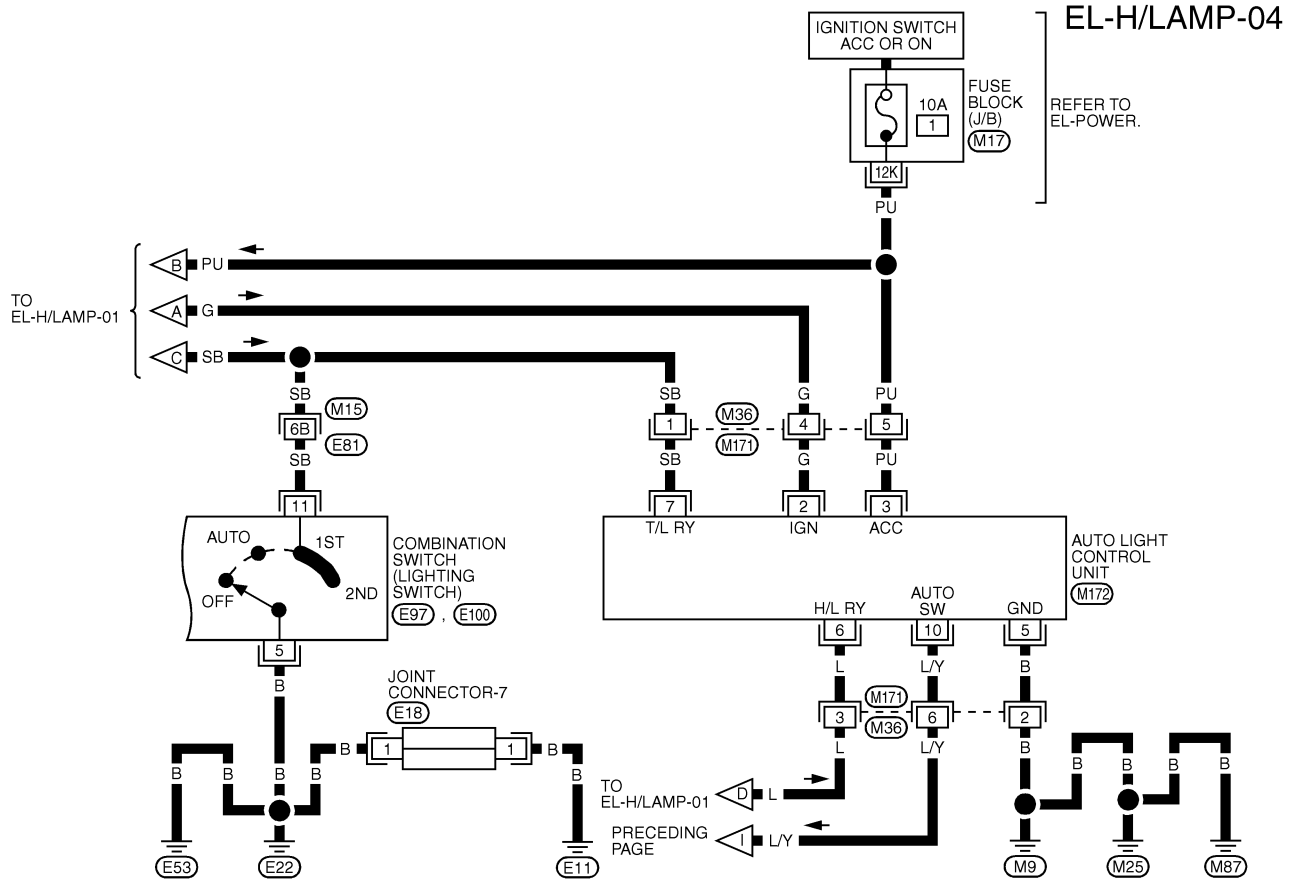 EL-H/LAMP-04
IGNITION SWITCH
ACC OR ON
10A
1
FUSE
BLOCK
(J/B)
M17
REFER TO
EL-POWER.
12K
PU
TO
EL-H/LAMP-01
B PU
A G
C SB
SB
M15
6B
E81
SB
11
SB G PU
1 M36 4 5
M171
SB G PU
7 2 3
T/L RY IGN ACC
AUTO
1ST
OFF
2ND
COMBINATION
SWITCH
(LIGHTING
SWITCH)
E97 , E100
5
B
AUTO LIGHT
CONTROL
UNIT
M172
H/L RY
AUTO
SW
GND
6 10 5
L L/Y B
M171
3 6 2
M36
L L/Y B
JOINT
CONNECTOR-7
E18
B 1 1 B
B B B B B
E53 E22 E11
TO
EL-H/LAMP-01
D L
PRECEDING
PAGE
I L/Y
B B B B
M9 M25 M87